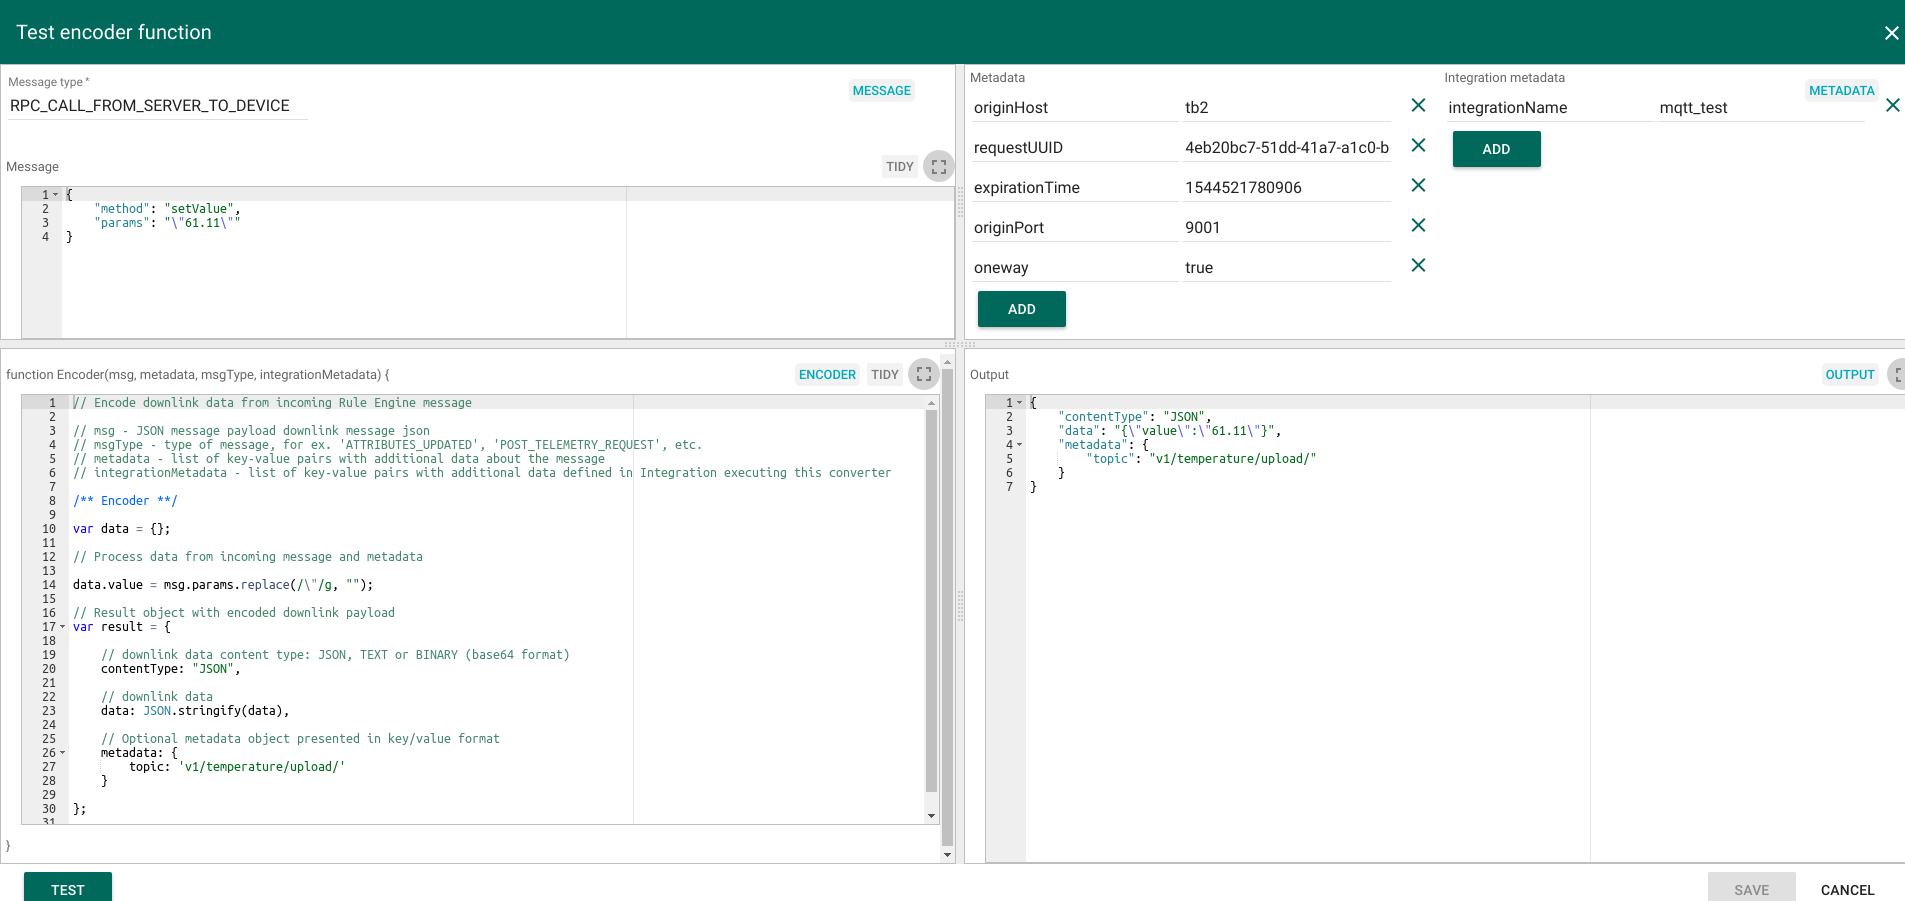 Test encoder function
Message type *
RPC_CALL_FROM_SERVER_TO_DEVICE
MESSAGE
Message
TIDY
1 {
2     "method": "setValue",
3     "params": "\"61.11\""
4 }
Metadata
originHost tb2
requestUUID 4eb20bc7-51dd-41a7-a1c0-b
expirationTime 1544521780906
originPort 9001
oneway true
ADD
Integration metadata
METADATA
integrationName mqtt_test
ADD
function Encoder(msg, metadata, msgType, integrationMetadata) {
ENCODER TIDY
1 // Encode downlink data from incoming Rule Engine message
2
3 // msg - JSON message payload downlink message json
4 // msgType - type of message, for ex. 'ATTRIBUTES_UPDATED', 'POST_TELEMETRY_REQUEST', etc.
5 // metadata - list of key-value pairs with additional data about the message
6 // integrationMetadata - list of key-value pairs with additional data defined in Integration executing this converter
7
8 /** Encoder **/
9
10 var data = {};
11
12 // Process data from incoming message and metadata
13
14 data.value = msg.params.replace(/\"/g, "");
15
16 // Result object with encoded downlink payload
17 var result = {
18
19     // downlink data content type: JSON, TEXT or BINARY (base64 format)
20     contentType: "JSON",
21
22     // downlink data
23     data: JSON.stringify(data),
24
25     // Optional metadata object presented in key/value format
26     metadata: {
27         topic: 'v1/temperature/upload/'
28     }
29
30 };
31
}
Output
OUTPUT
1 {
2     "contentType": "JSON",
3     "data": "{\"value\":\"61.11\"}",
4     "metadata": {
5         "topic": "v1/temperature/upload/"
6     }
7 }
TEST
SAVE CANCEL